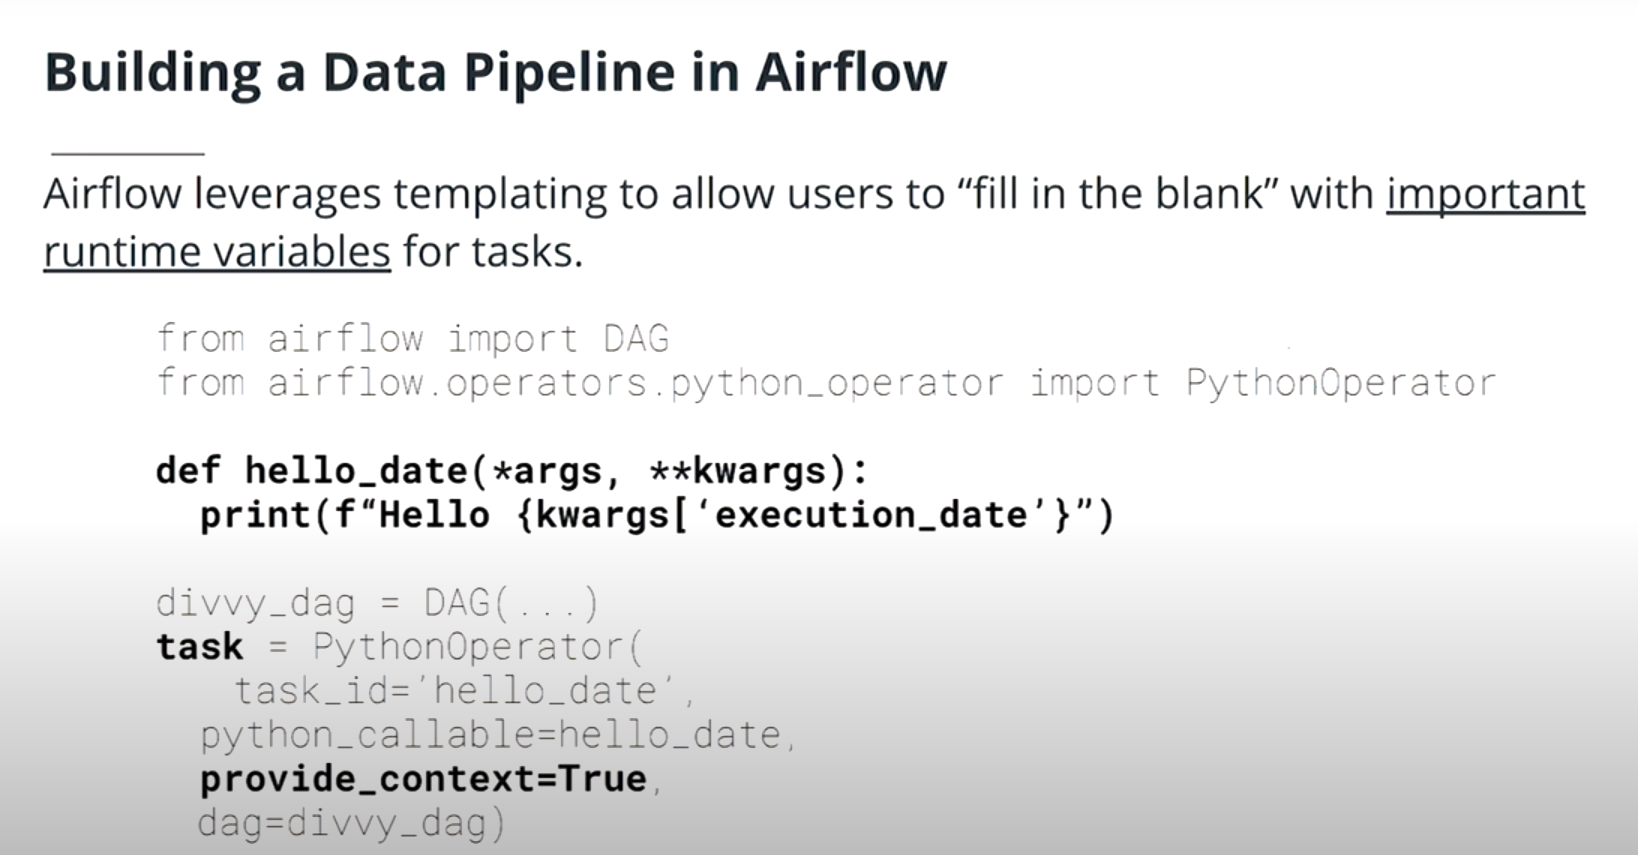 Building a Data Pipeline in Airflow
Airflow leverages templating to allow users to “fill in the blank” with important
runtime variables for tasks.
from airflow import DAG
from airflow.operators.python_operator import PythonOperator
def hello_date(*args, **kwargs):
print(f“Hello {kwargs[‘execution_date’}”)
divvy_dag = DAG(...)
task = PythonOperator(
task_id=’hello_date’,
python_callable=hello_date,
provide_context=True,
dag=divvy_dag)